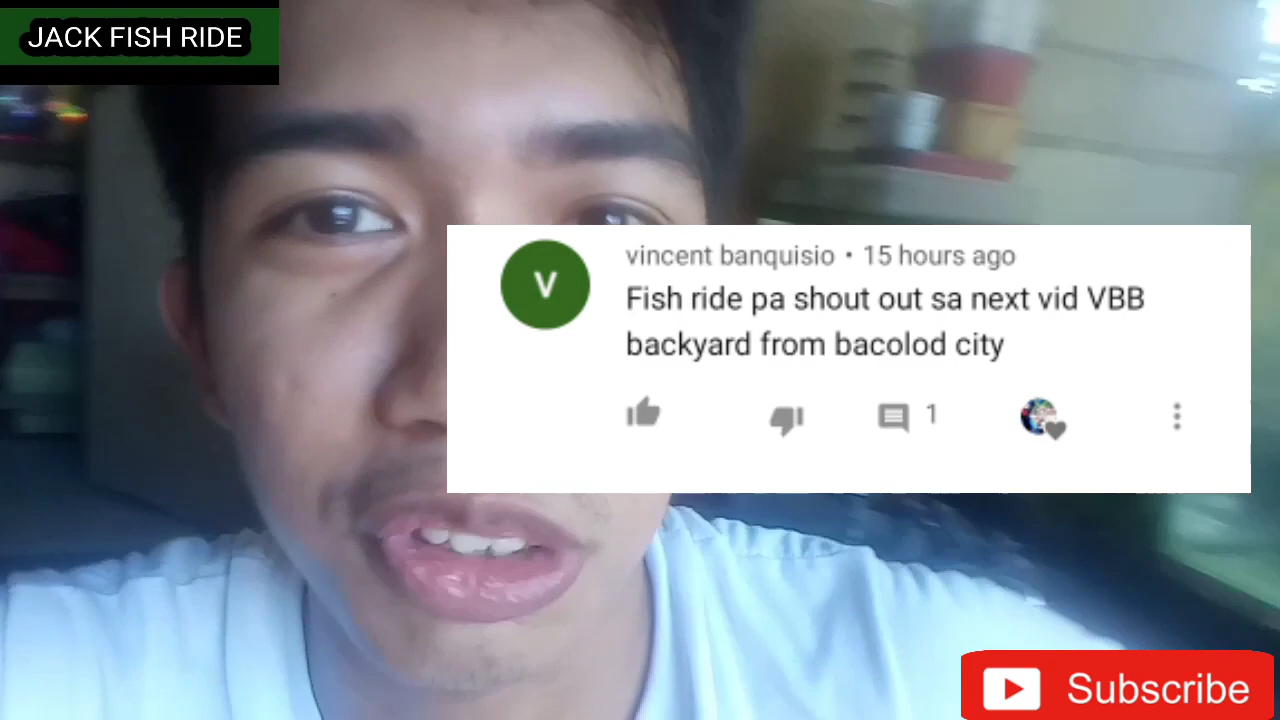 JACK FISH RIDE
V
vincent banquisio • 15 hours ago
Fish ride pa shout out sa next vid VBB
backyard from bacolod city
1
Subscribe